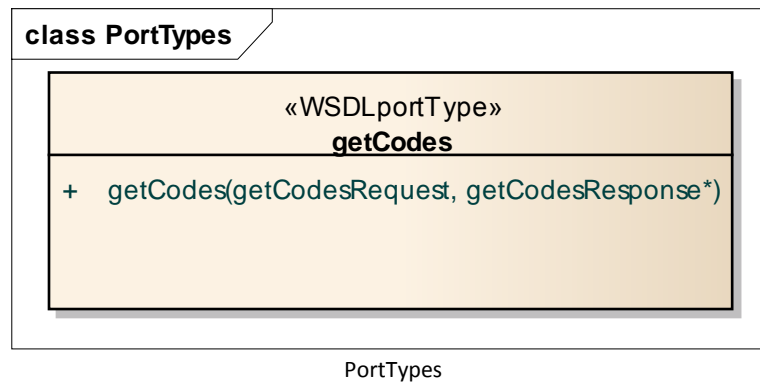 class PortTypes
«WSDLportType»
getCodes
+ getCodes(getCodesRequest, getCodesResponse*)
PortTypes